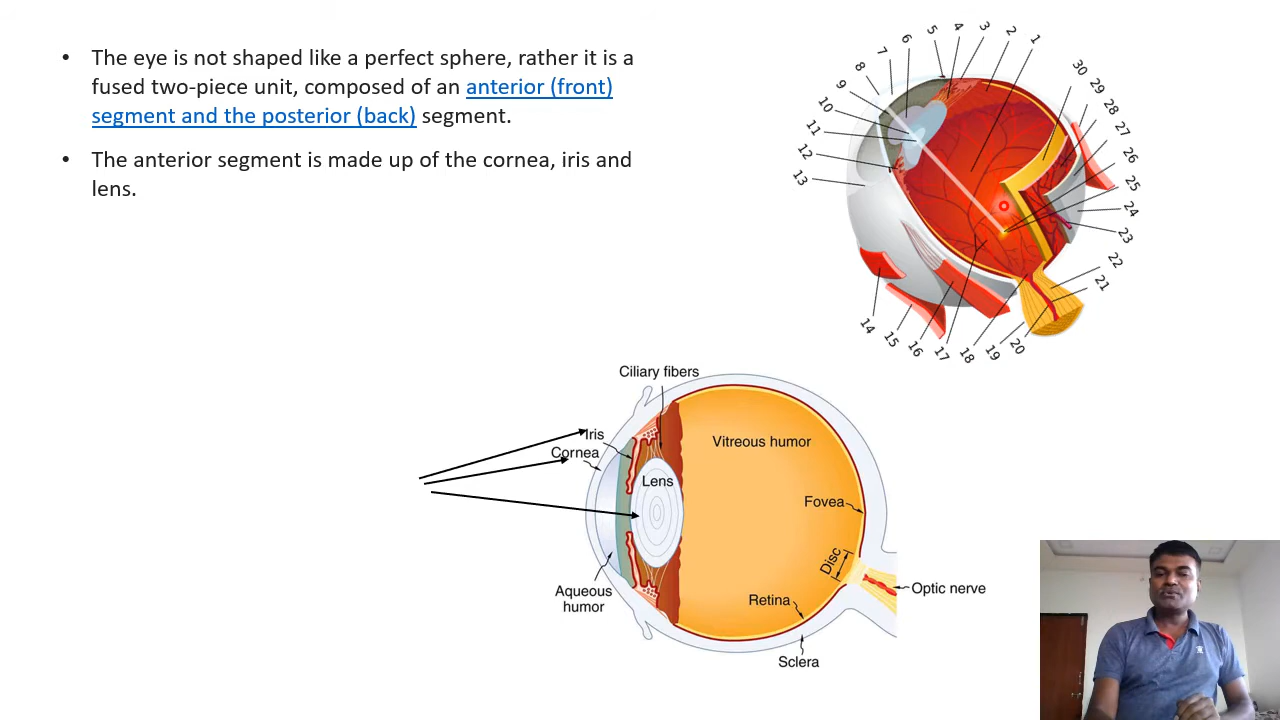 • The eye is not shaped like a perfect sphere, rather it is a
fused two-piece unit, composed of an anterior (front)
segment and the posterior (back) segment.
• The anterior segment is made up of the cornea, iris and
lens.
1
2
3
4
5
6
7
8
9
10
11
12
13
14
15
16
17
18
19
20
21
22
23
24
25
26
27
28
29
30
Ciliary fibers
Iris
Cornea
Vitreous humor
Lens
Fovea
Disc
Aqueous
humor
Retina
Optic nerve
Sclera